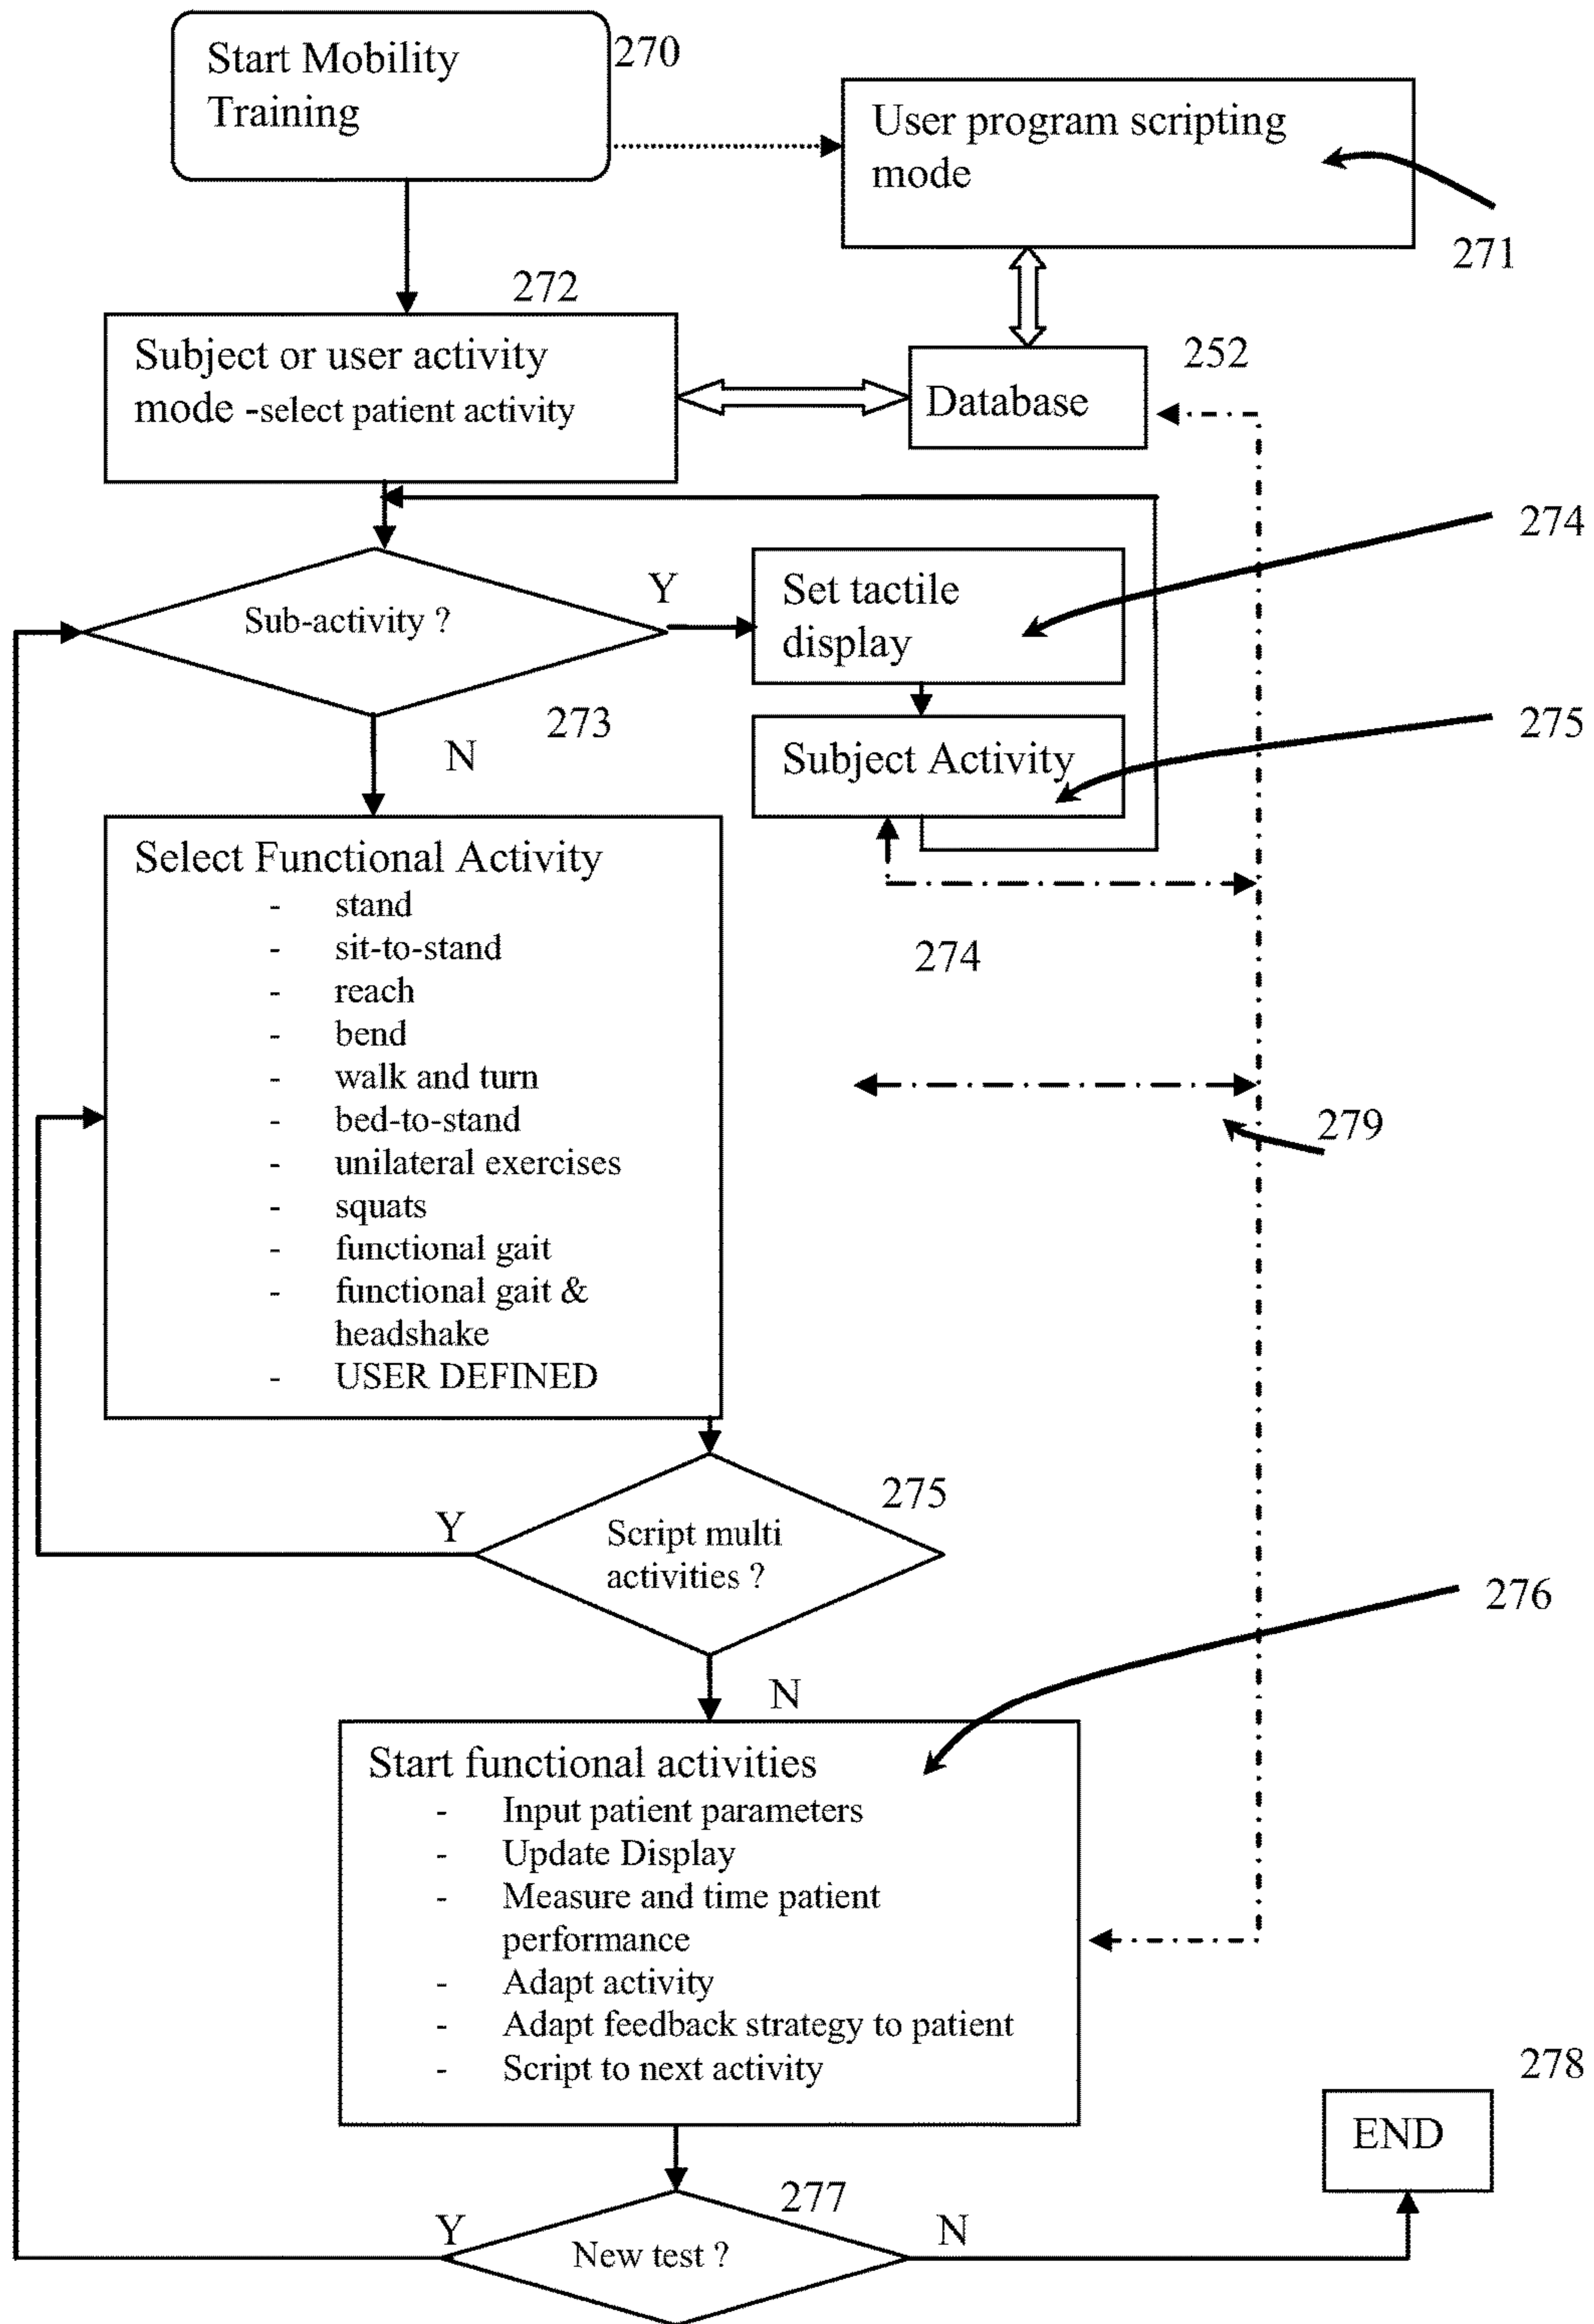 Start Mobility
Training
270
User program scripting
mode
271
272
Subject or user activity
mode -select patient activity
252
Database
274
Sub-activity ?
Y
Set tactile
display
273
N
275
Subject Activity
Select Functional Activity
- stand
- sit-to-stand
- reach
- bend
- walk and turn
- bed-to-stand
- unilateral exercises
- squats
- functional gait
- functional gait &
headshake
- USER DEFINED
274
279
275
Y
Script multi
activities ?
276
N
Start functional activities
- Input patient parameters
- Update Display
- Measure and time patient
performance
- Adapt activity
- Adapt feedback strategy to patient
- Script to next activity
278
END
277
Y
New test ?
N